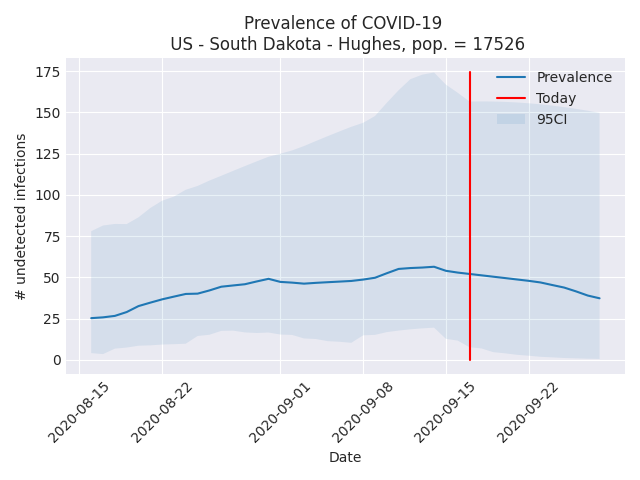 Prevalence of COVID-19
US - South Dakota - Hughes, pop. = 17526
# undetected infections
175
150
125
100
75
50
25
0
Prevalence
Today
95CI
2020-08-15
2020-08-22
2020-09-01
2020-09-08
2020-09-15
2020-09-22
Date